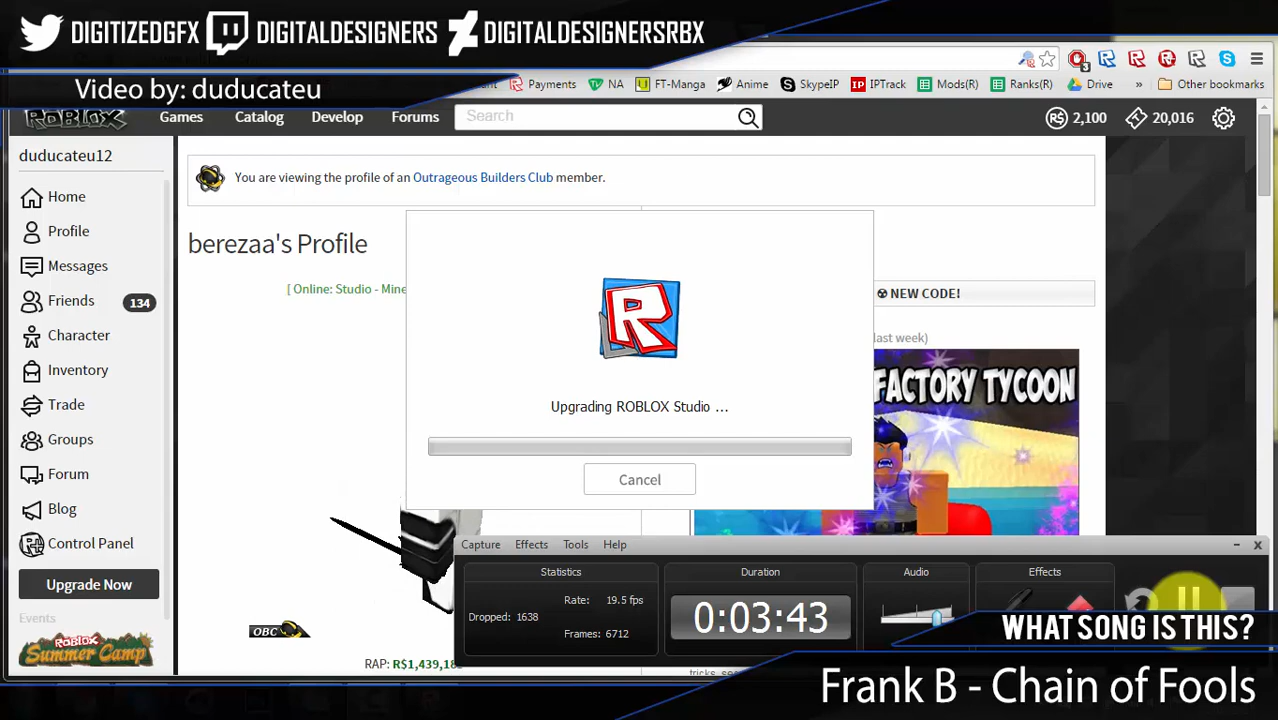 DIGITIZEDGFX DIGITALDESIGNERS DIGITALDESIGNERSRBX
Video by: duducateu
Payments NA FT-Manga Anime SkypeIP IPTrack Mods(R) Ranks(R) Drive » Other bookmarks
3
ROBLOX Games Catalog Develop Forums Search R$ 2,100 20,016
duducateu12
You are viewing the profile of an Outrageous Builders Club member.
Home
Profile
Messages
Friends 134
Character
Inventory
Trade
Groups
Forum
Blog
Control Panel
Upgrade Now
Events
ROBLOX Summer Camp
berezaa's Profile
[ Online: Studio - Mine
NEW CODE!
last week)
FACTORY TYCOON
Upgrading ROBLOX Studio ...
Cancel
OBC
RAP: R$1,439,18
Capture Effects Tools Help
Statistics Duration Audio Effects
Rate: 19.5 fps
Dropped: 1638
Frames: 6712
0:03:43
WHAT SONG IS THIS?
Frank B - Chain of Fools